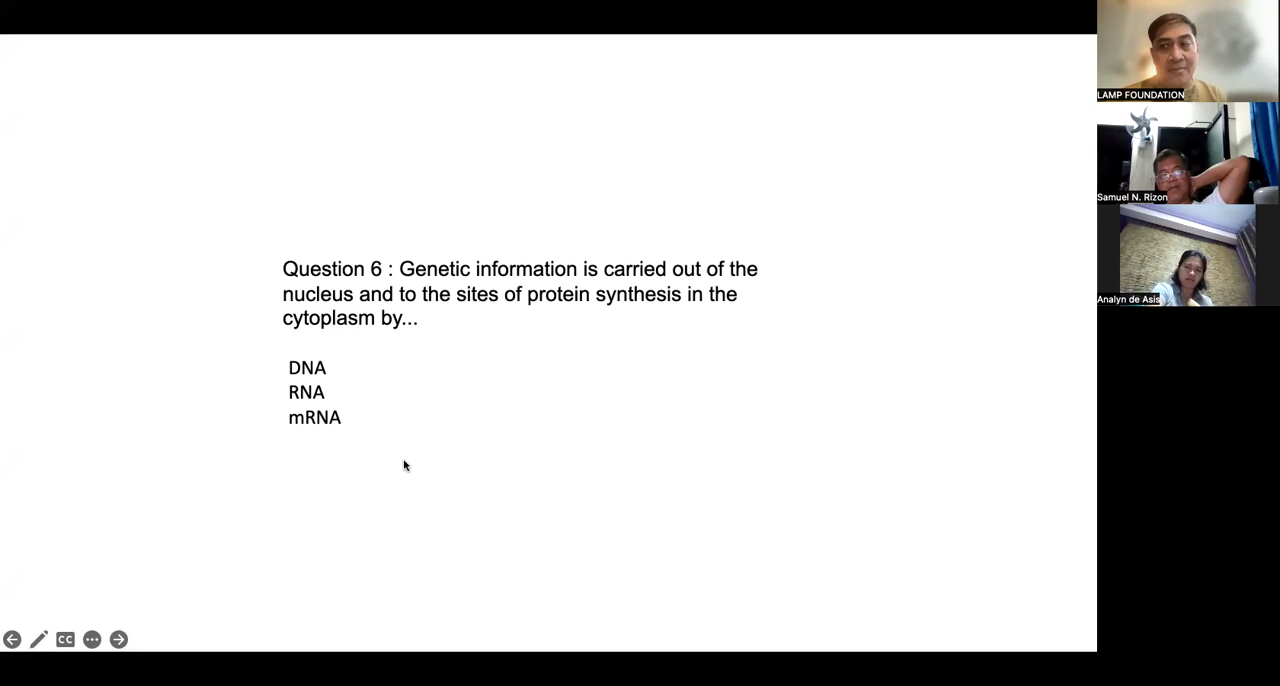 Question 6 : Genetic information is carried out of the
nucleus and to the sites of protein synthesis in the
cytoplasm by...
DNA
RNA
mRNA
LAMP FOUNDATION
Samuel N. Rizon
Analyn de Asis
CC